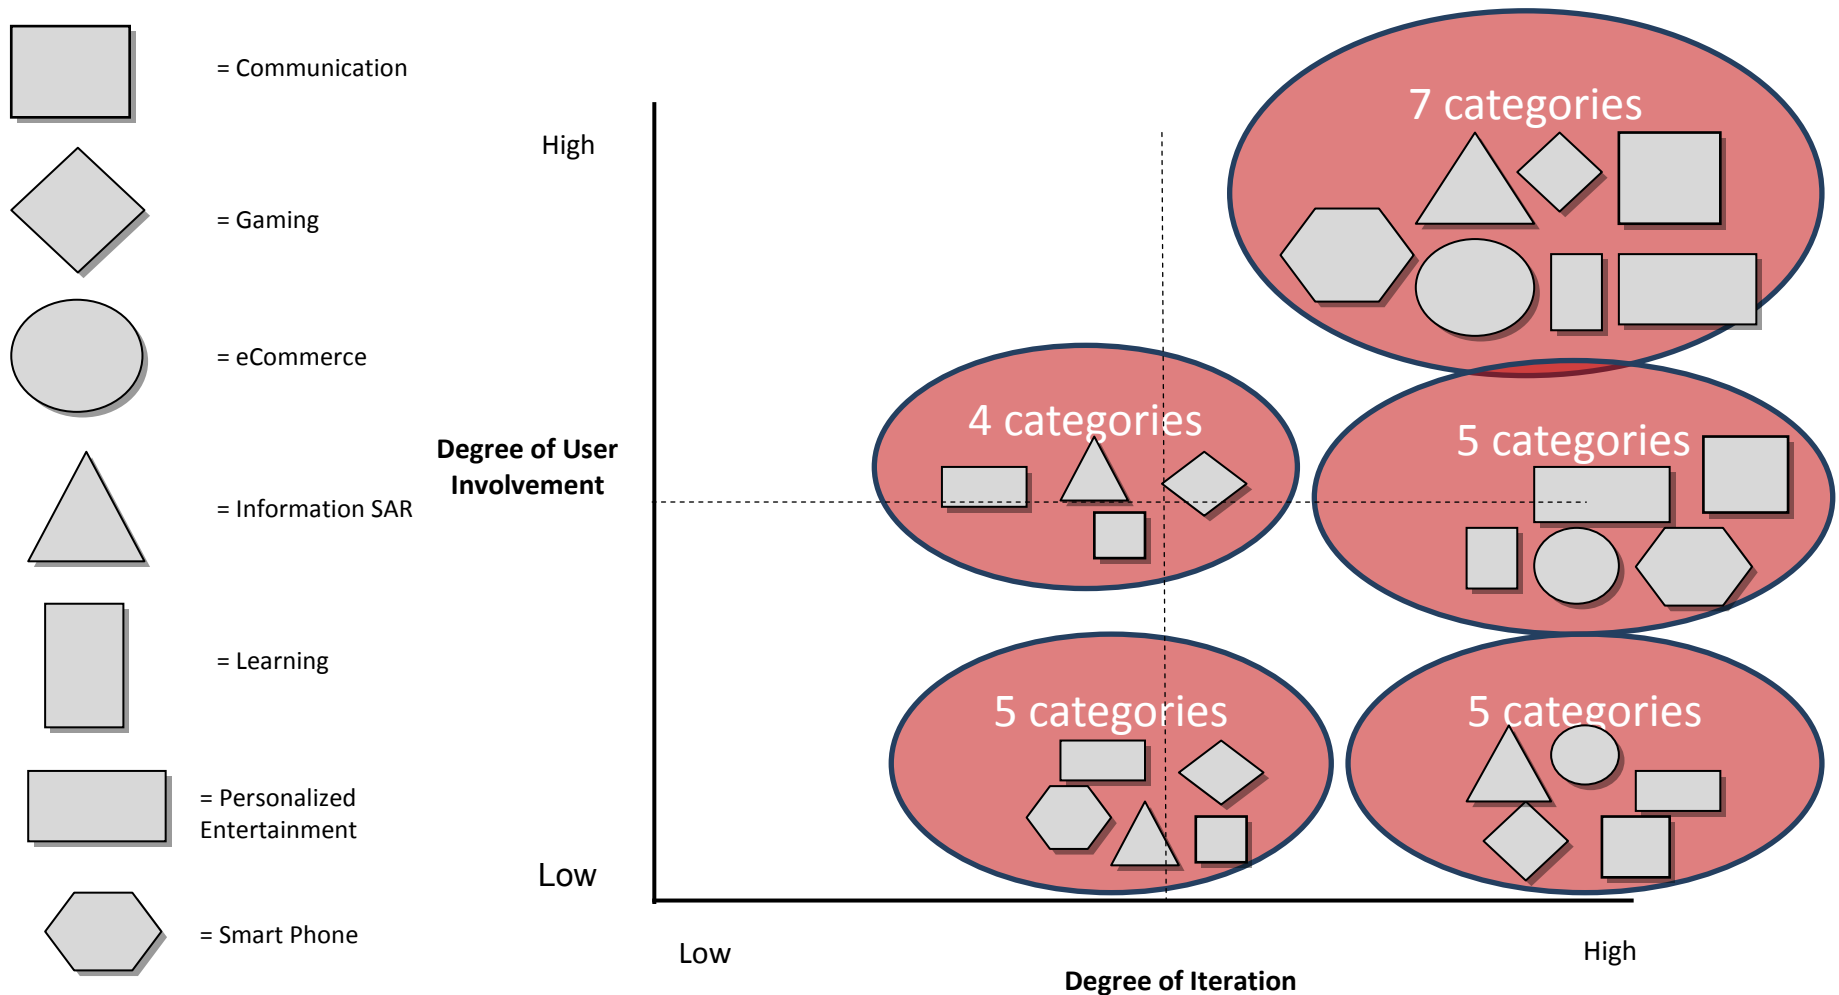 = Communication
= Gaming
= eCommerce
= Information SAR
= Learning
= Personalized
Entertainment
= Smart Phone
High
Degree of User
Involvement
Low
7 categories
4 categories
5 categories
5 categories
5 categories
Low
High
Degree of Iteration